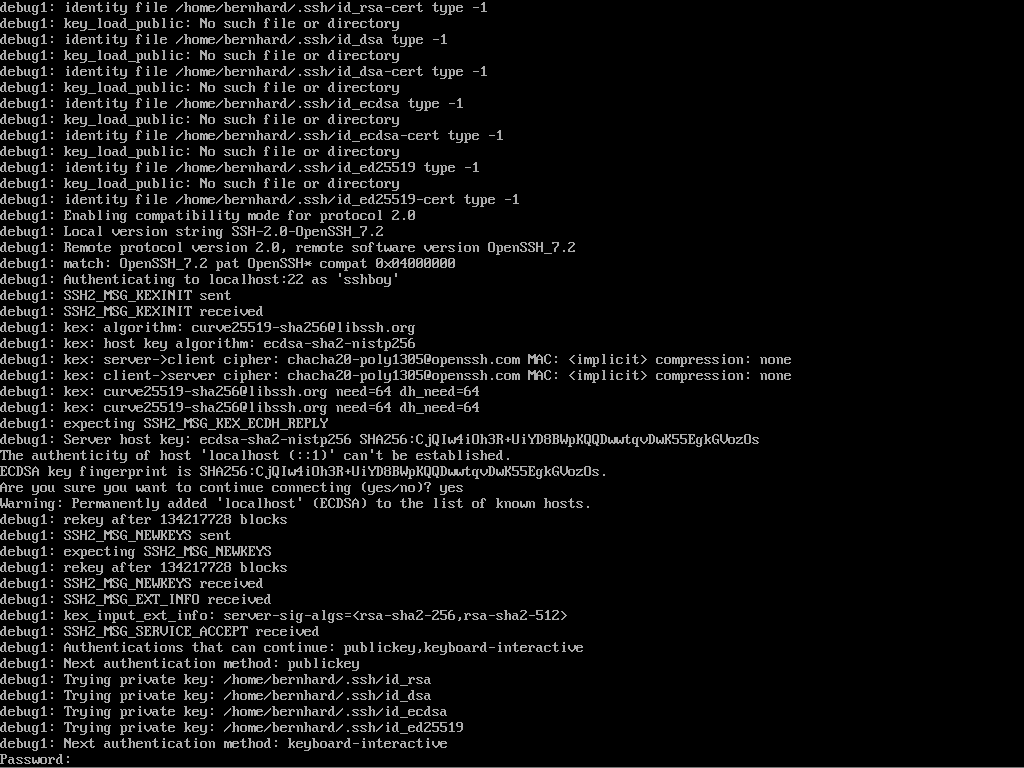 debug1: identity file /home/bernhard/.ssh/id_rsa-cert type -1
debug1: key_load_public: No such file or directory
debug1: identity file /home/bernhard/.ssh/id_dsa type -1
debug1: key_load_public: No such file or directory
debug1: identity file /home/bernhard/.ssh/id_dsa-cert type -1
debug1: key_load_public: No such file or directory
debug1: identity file /home/bernhard/.ssh/id_ecdsa type -1
debug1: key_load_public: No such file or directory
debug1: identity file /home/bernhard/.ssh/id_ecdsa-cert type -1
debug1: key_load_public: No such file or directory
debug1: identity file /home/bernhard/.ssh/id_ed25519 type -1
debug1: key_load_public: No such file or directory
debug1: identity file /home/bernhard/.ssh/id_ed25519-cert type -1
debug1: Enabling compatibility mode for protocol 2.0
debug1: Local version string SSH-2.0-OpenSSH_7.2
debug1: Remote protocol version 2.0, remote software version OpenSSH_7.2
debug1: match: OpenSSH_7.2 pat OpenSSH* compat 0x04000000
debug1: Authenticating to localhost:22 as 'sshboy'
debug1: SSH2_MSG_KEXINIT sent
debug1: SSH2_MSG_KEXINIT received
debug1: kex: algorithm: curve25519-sha256@libssh.org
debug1: kex: host key algorithm: ecdsa-sha2-nistp256
debug1: kex: server->client cipher: chacha20-poly1305@openssh.com MAC: <implicit> compression: none
debug1: kex: client->server cipher: chacha20-poly1305@openssh.com MAC: <implicit> compression: none
debug1: kex: curve25519-sha256@libssh.org need=64 dh_need=64
debug1: kex: curve25519-sha256@libssh.org need=64 dh_need=64
debug1: expecting SSH2_MSG_KEX_ECDH_REPLY
debug1: Server host key: ecdsa-sha2-nistp256 SHA256:CjQIw4iOh3R+UiYD8BWpKQQDwwtqvDwK55EgkGVozOs
The authenticity of host 'localhost (::1)' can't be established.
ECDSA key fingerprint is SHA256:CjQIw4iOh3R+UiYD8BWpKQQDwwtqvDwK55EgkGVozOs.
Are you sure you want to continue connecting (yes/no)? yes
Warning: Permanently added 'localhost' (ECDSA) to the list of known hosts.
debug1: rekey after 134217728 blocks
debug1: SSH2_MSG_NEWKEYS sent
debug1: expecting SSH2_MSG_NEWKEYS
debug1: rekey after 134217728 blocks
debug1: SSH2_MSG_NEWKEYS received
debug1: SSH2_MSG_EXT_INFO received
debug1: kex_input_ext_info: server-sig-algs=<rsa-sha2-256,rsa-sha2-512>
debug1: SSH2_MSG_SERVICE_ACCEPT received
debug1: Authentications that can continue: publickey,keyboard-interactive
debug1: Next authentication method: publickey
debug1: Trying private key: /home/bernhard/.ssh/id_rsa
debug1: Trying private key: /home/bernhard/.ssh/id_dsa
debug1: Trying private key: /home/bernhard/.ssh/id_ecdsa
debug1: Trying private key: /home/bernhard/.ssh/id_ed25519
debug1: Next authentication method: keyboard-interactive
Password: